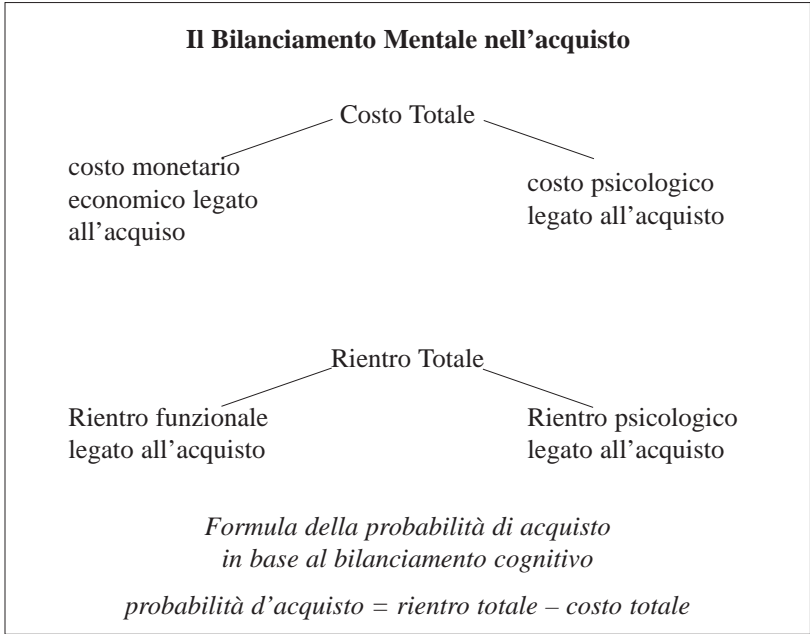 Il Bilanciamento Mentale nell’acquisto
Costo Totale
costo monetario
economico legato
all’acquiso
costo psicologico
legato all’acquisto
Rientro Totale
Rientro funzionale
legato all’acquisto
Rientro psicologico
legato all’acquisto
Formula della probabilità di acquisto
in base al bilanciamento cognitivo
probabilità d’acquisto = rientro totale – costo totale